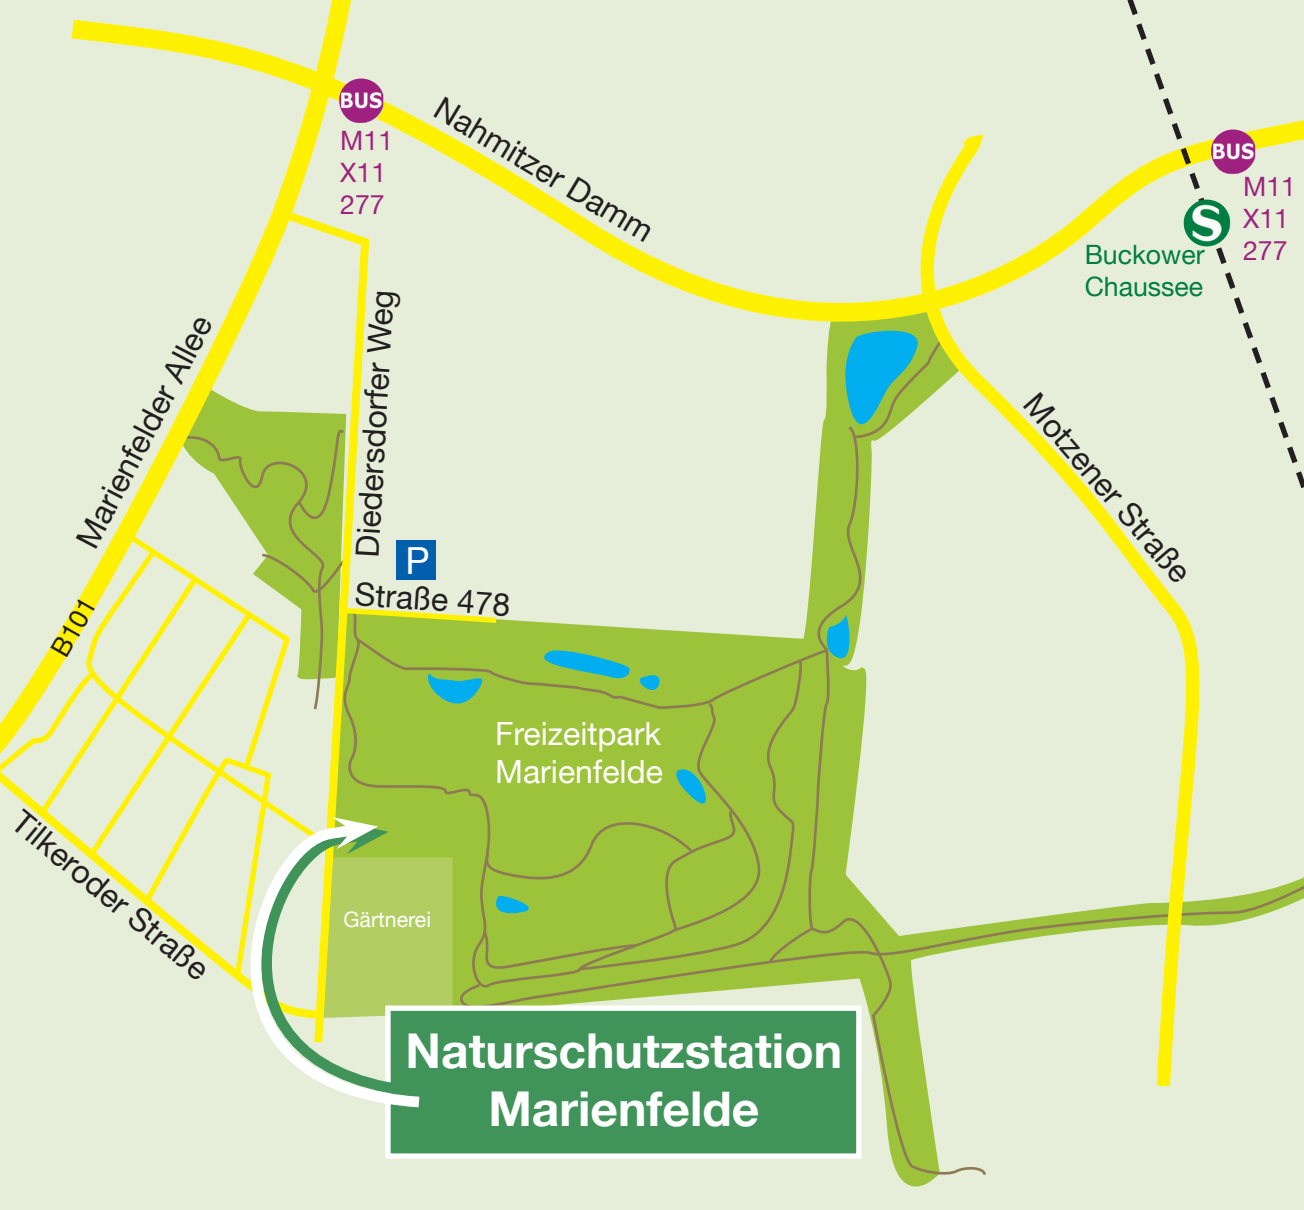 BUS
M11
X11
277
Nahmitzer Damm
BUS
M11
X11
277
S
Buckower
Chaussee
Marienfelder Allee
Diedersdorfer Weg
Motzener Straße
P
Straße 478
B101
Freizeitpark
Marienfelde
Tilkeroder Straße
Gärtnerei
Naturschutzstation
Marienfelde